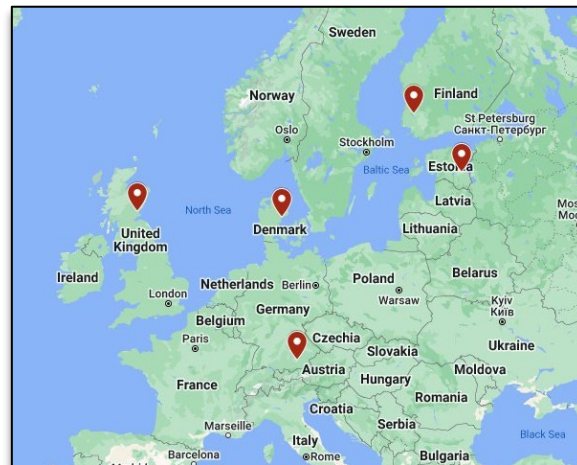 Sweden
Finland
Norway
St Petersburg
Санкт-Петербург
Oslo
Stockholm
Estonia
Baltic Sea
Latvia
Mos
Мос
North Sea
Denmark
Lithuania
United
Kingdom
Ireland
Belarus
Netherlands
Berlin
Poland
Warsaw
London
Kyiv
Київ
Belgium
Germany
Czechia
Ukraine
Paris
Slovakia
Austria
Moldova
France
Hungary
Romania
Croatia
Serbia
Marseille
Italy
Black Sea
Barcelona
Rome
Bulgaria